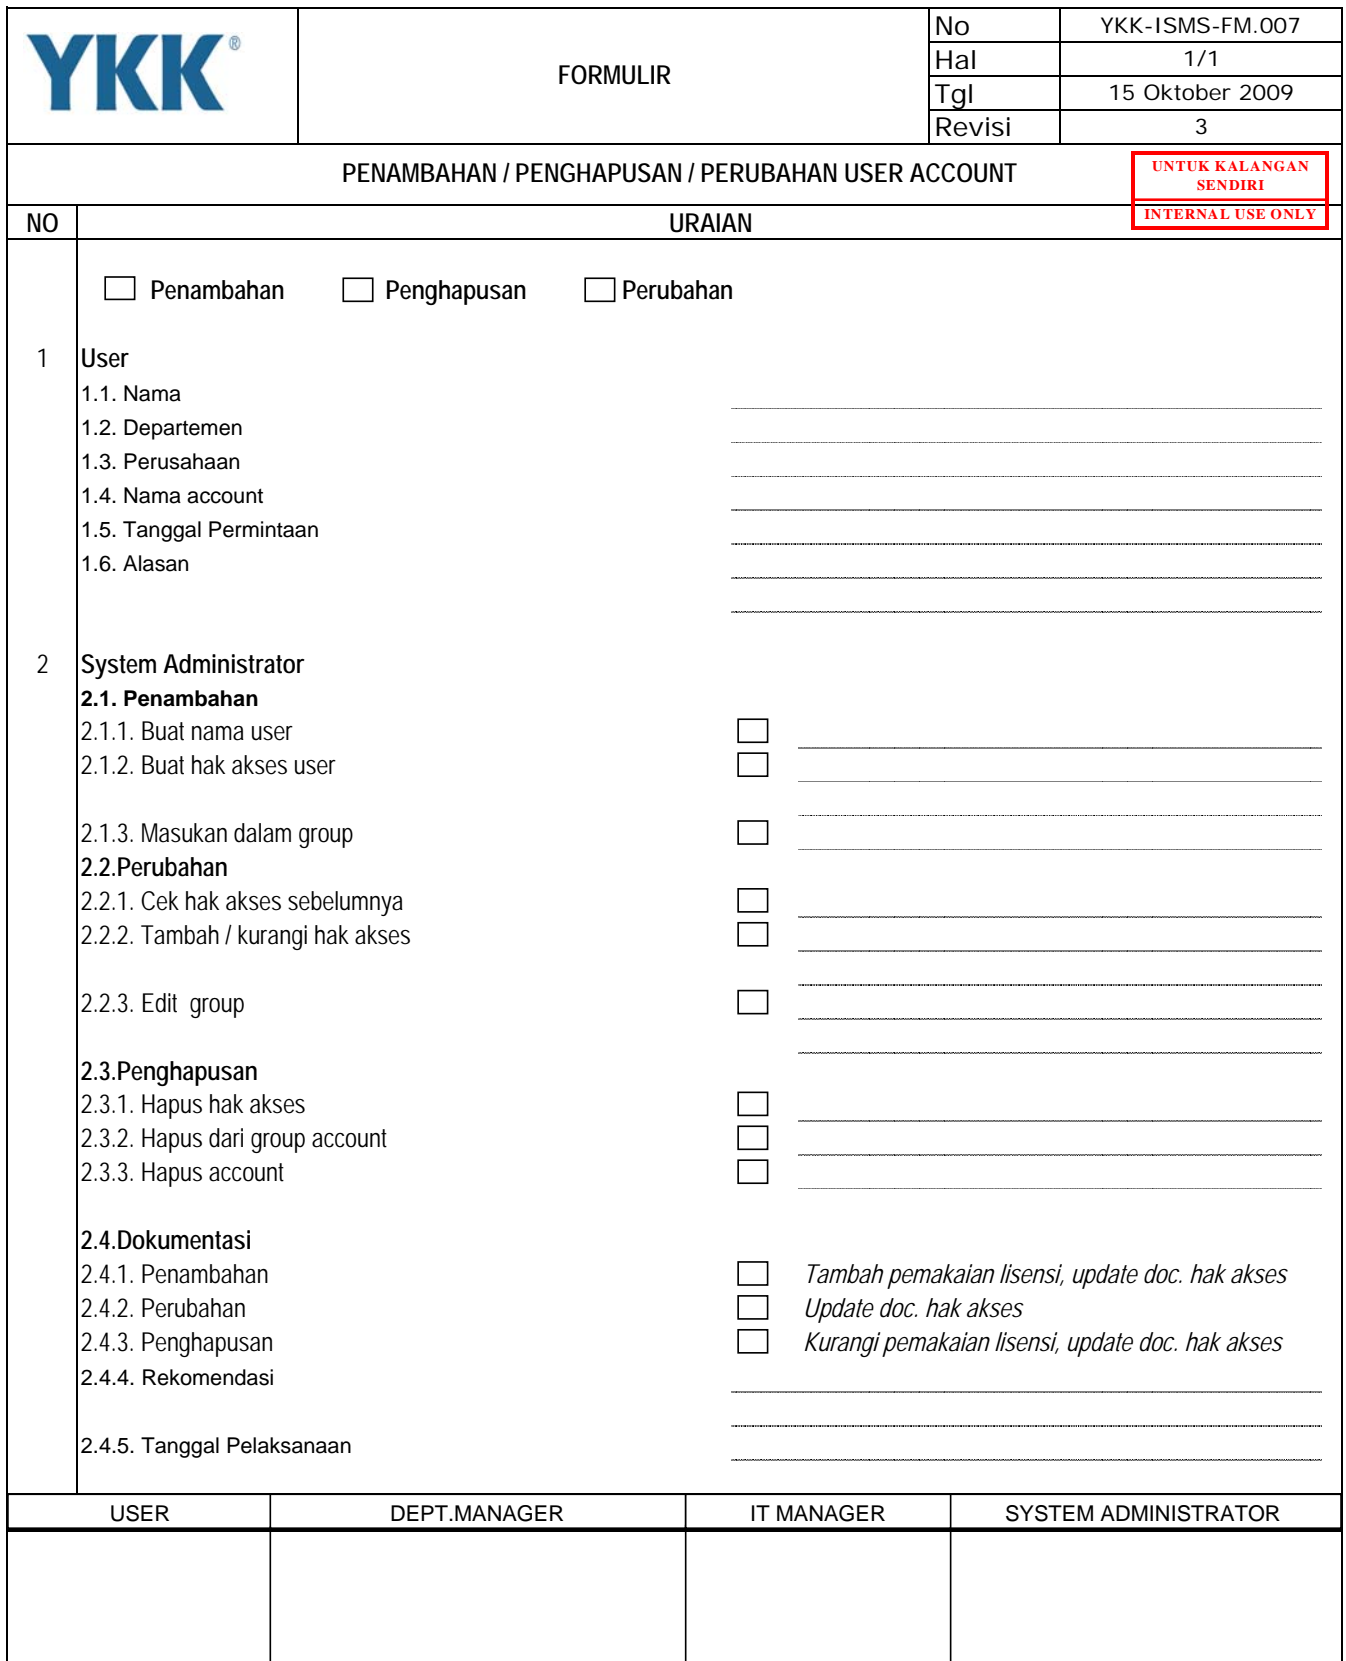 YKK®
FORMULIR
No YKK-ISMS-FM.007
Hal 1/1
Tgl 15 Oktober 2009
Revisi 3
PENAMBAHAN / PENGHAPUSAN / PERUBAHAN USER ACCOUNT
UNTUK KALANGAN
SENDIRI
INTERNAL USE ONLY
NO URAIAN
Penambahan Penghapusan Perubahan
1 User
1.1. Nama
1.2. Departemen
1.3. Perusahaan
1.4. Nama account
1.5. Tanggal Permintaan
1.6. Alasan
2 System Administrator
2.1. Penambahan
2.1.1. Buat nama user
2.1.2. Buat hak akses user
2.1.3. Masukan dalam group
2.2.Perubahan
2.2.1. Cek hak akses sebelumnya
2.2.2. Tambah / kurangi hak akses
2.2.3. Edit group
2.3.Penghapusan
2.3.1. Hapus hak akses
2.3.2. Hapus dari group account
2.3.3. Hapus account
2.4.Dokumentasi
2.4.1. Penambahan Tambah pemakaian lisensi, update doc. hak akses
2.4.2. Perubahan Update doc. hak akses
2.4.3. Penghapusan Kurangi pemakaian lisensi, update doc. hak akses
2.4.4. Rekomendasi
2.4.5. Tanggal Pelaksanaan
USER DEPT.MANAGER IT MANAGER SYSTEM ADMINISTRATOR